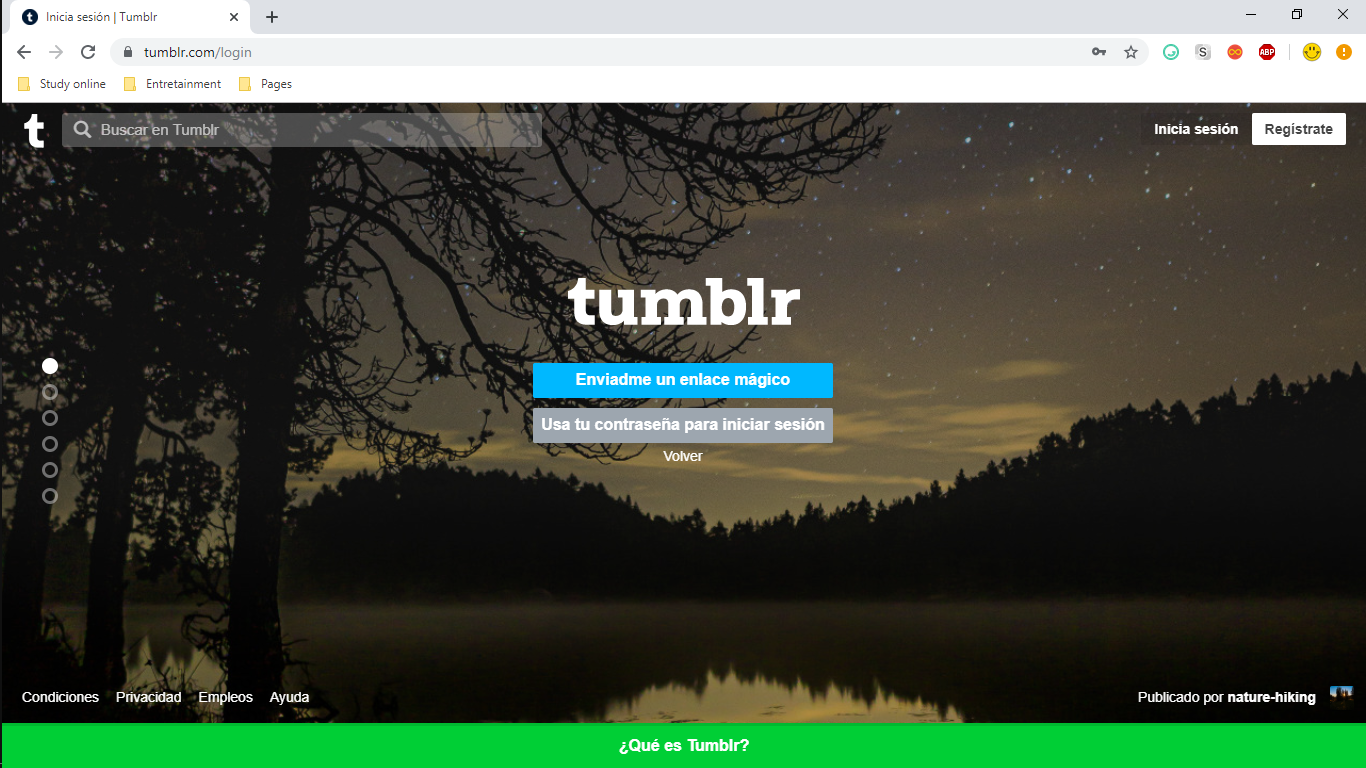 Inicia sesión | Tumblr
tumblr.com/login
S
ABP
Study online
Entretainment
Pages
t
Buscar en Tumblr
Inicia sesión
Regístrate
tumblr
Enviadme un enlace mágico
Usa tu contraseña para iniciar sesión
Volver
Condiciones Privacidad Empleos Ayuda
Publicado por nature-hiking
¿Qué es Tumblr?